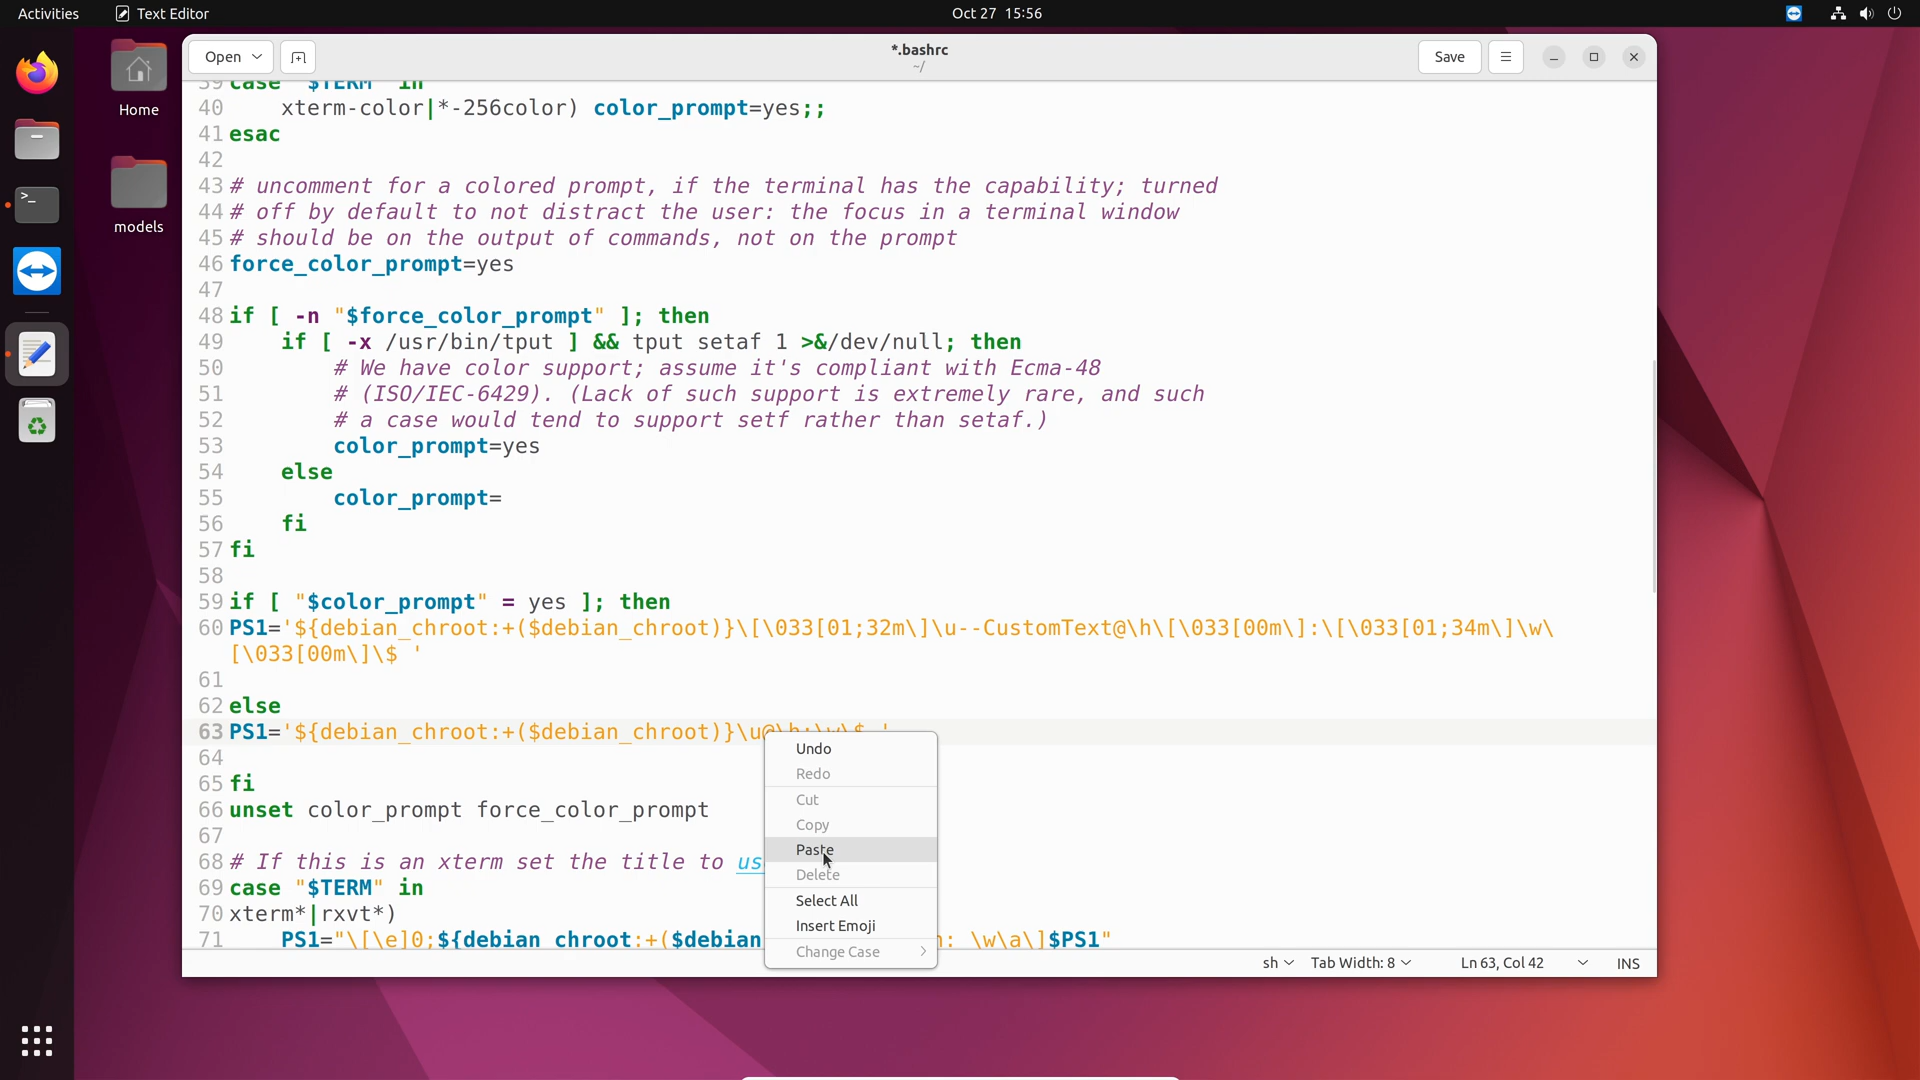 Activities
Text Editor
Oct 27 15:56
Home
models
Open
*.bashrc
~/
Save
39 case "$TERM" in
40 xterm-color|*-256color) color_prompt=yes;;
41 esac
42
43 # uncomment for a colored prompt, if the terminal has the capability; turned
44 # off by default to not distract the user: the focus in a terminal window
45 # should be on the output of commands, not on the prompt
46 force_color_prompt=yes
47
48 if [ -n "$force_color_prompt" ]; then
49 if [ -x /usr/bin/tput ] && tput setaf 1 >&/dev/null; then
50 # We have color support; assume it's compliant with Ecma-48
51 # (ISO/IEC-6429). (Lack of such support is extremely rare, and such
52 # a case would tend to support setf rather than setaf.)
53 color_prompt=yes
54 else
55 color_prompt=
56 fi
57 fi
58
59 if [ "$color_prompt" = yes ]; then
60 PS1='${debian_chroot:+($debian_chroot)}\[\033[01;32m\]\u--CustomText@\h\[\033[00m\]:\[\033[01;34m\]\w\
[\033[00m\]\$ '
61
62 else
63 PS1='${debian_chroot:+($debian_chroot)}\u@\h:\w\$ '
64
65 fi
66 unset color_prompt force_color_prompt
67
68 # If this is an xterm set the title to
69 case "$TERM" in
70 xterm*|rxvt*)
71 PS1="\[\e]0;${debian_chroot:+($debian : \w\a\]$PS1"
Undo
Redo
Cut
Copy
Paste
Delete
Select All
Insert Emoji
Change Case
sh
Tab Width: 8
Ln 63, Col 42
INS